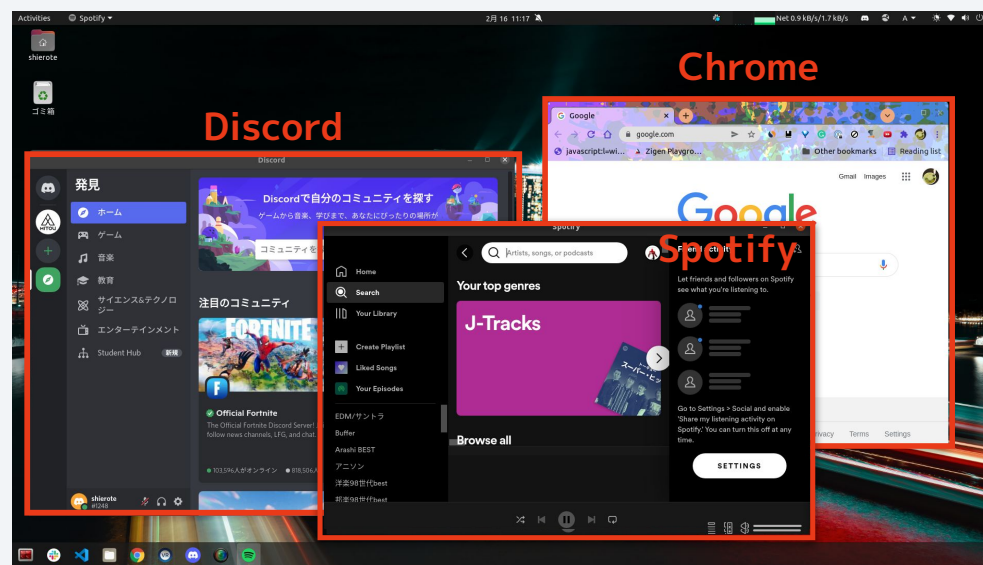 Activities
Spotify
2月 16 11:17
Net 0.9 kB/s/1.7 kB/s
A
shierote
ゴミ箱
Chrome
Discord
Google
google.com
javascript:l=wi...
Zigen Playgro...
Other bookmarks
Reading list
Gmail
Images
Google
Privacy
Terms
Settings
Discord
MITOU
発見
ホーム
ゲーム
音楽
教育
サイエンス&テクノロ
ジー
エンターテインメント
Student Hub
新規
Discordで自分のコミュニティを探す
ゲームから音楽、学びまで、あなたにぴったりの場所が
コミュニティを
注目のコミュニティ
FORTNITE
Official Fortnite
The Official Fortnite Discord Server!
follow news channels, LFG, and chat.
103,596人がオンライン
818,506人
shierote
#1248
Spotify
Spotify
Home
Search
Your Library
Create Playlist
Liked Songs
Your Episodes
EDM/サントラ
Buffer
Arashi BEST
アニソン
洋楽98世代best
邦楽98世代best
Artists, songs, or podcasts
Your top genres
J-Tracks
スーパー・ヒッ
Browse all
Friend activity
Let friends and followers on Spotify
see what you're listening to.
Go to Settings > Social and enable
'Share my listening activity on
Spotify.' You can turn this off at any
time.
SETTINGS